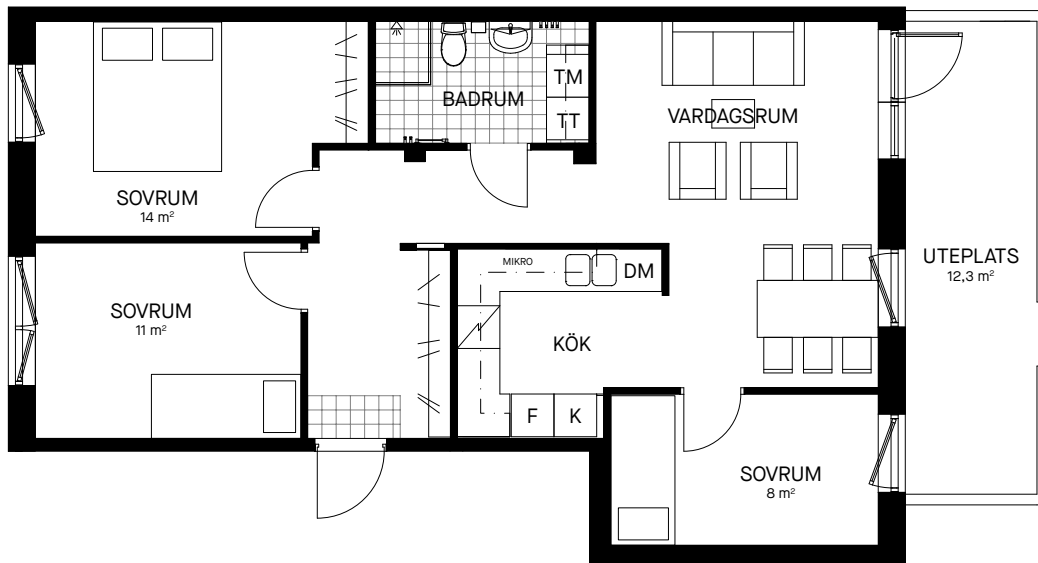 TM
BADRUM
TT
VARDAGSRUM
SOVRUM
14 m²
UTEPLATS
12,3 m²
MIKRO
DM
SOVRUM
11 m²
KÖK
F
K
SOVRUM
8 m²